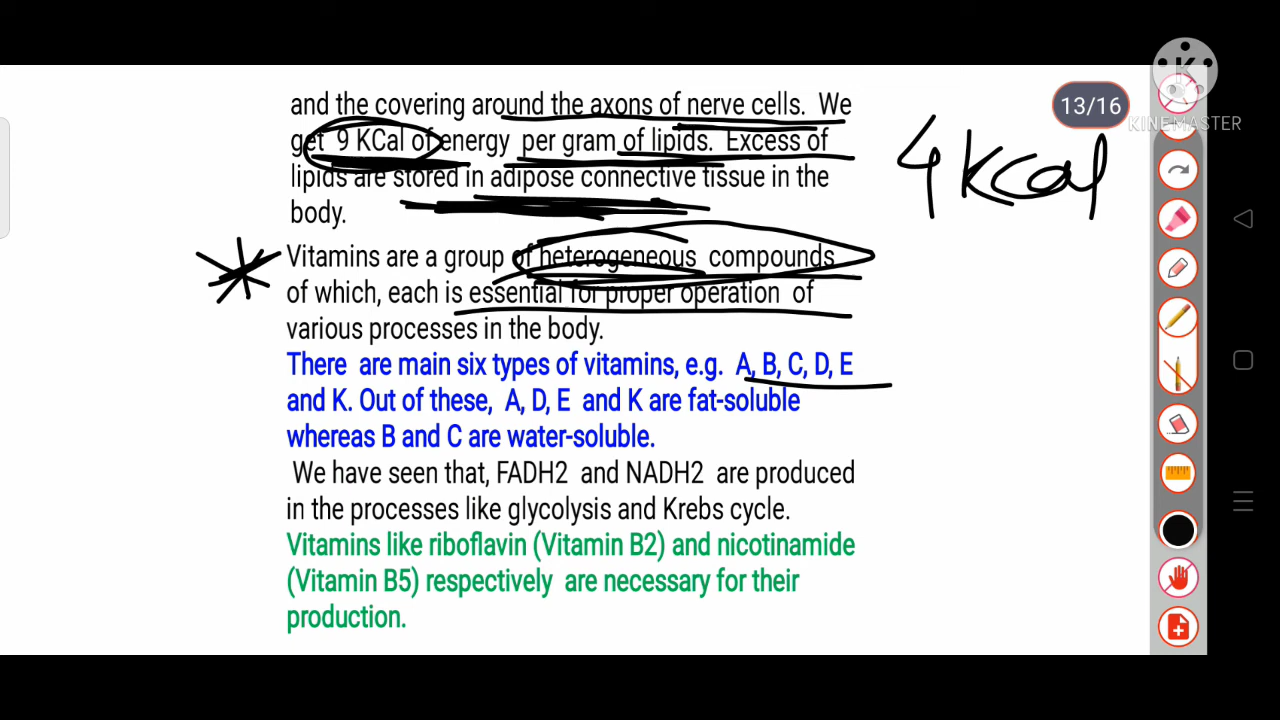 and the covering around the axons of nerve cells. We
get 9 KCal of energy per gram of lipids. Excess of
lipids are stored in adipose connective tissue in the
body.
Vitamins are a group of heterogeneous compounds
of which, each is essential for proper operation of
various processes in the body.
There are main six types of vitamins, e.g. A, B, C, D, E
and K. Out of these, A, D, E and K are fat-soluble
whereas B and C are water-soluble.
We have seen that, FADH2 and NADH2 are produced
in the processes like glycolysis and Krebs cycle.
Vitamins like riboflavin (Vitamin B2) and nicotinamide
(Vitamin B5) respectively are necessary for their
production.
4 kcal
13/16
K
KINEMASTER